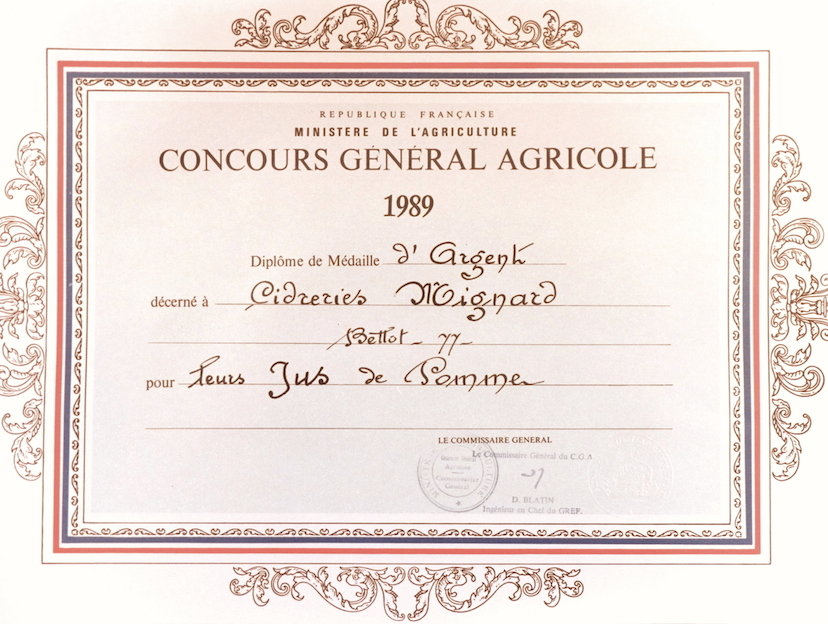 REPUBLIQUE FRANÇAISE
MINISTERE DE L'AGRICULTURE
CONCOURS GÉNÉRAL AGRICOLE
1989
Diplôme de Médaille d'Argent
décerné à Cidreries Mignard
Bettot - 77 -
pour leurs Jus de Pomme
LE COMMISSAIRE GENERAL
Le Commissaire Général du C.G.A
D. BLATIN
Ingénieur en Chef du GREF.